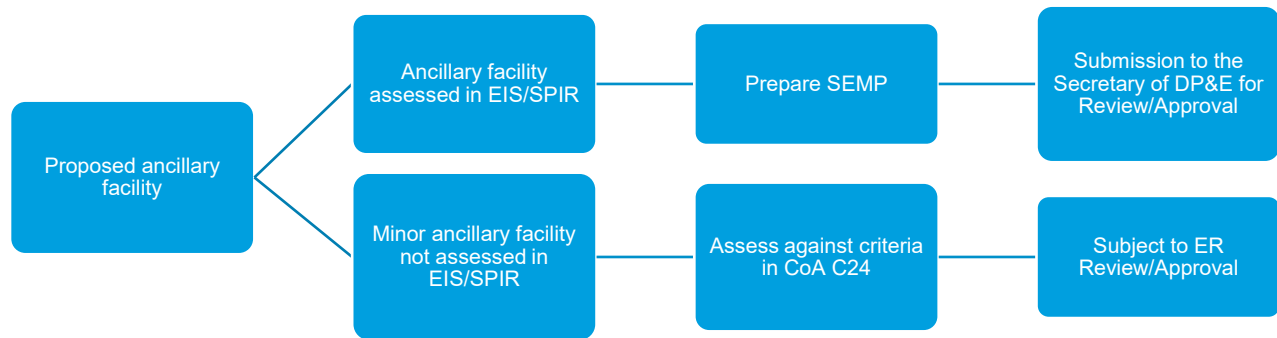 Proposed ancillary
facility
Ancillary facility
assessed in EIS/SPIR
Prepare SEMP
Submission to the
Secretary of DP&E for
Review/Approval
Minor ancillary facility
not assessed in
EIS/SPIR
Assess against criteria
in CoA C24
Subject to ER
Review/Approval